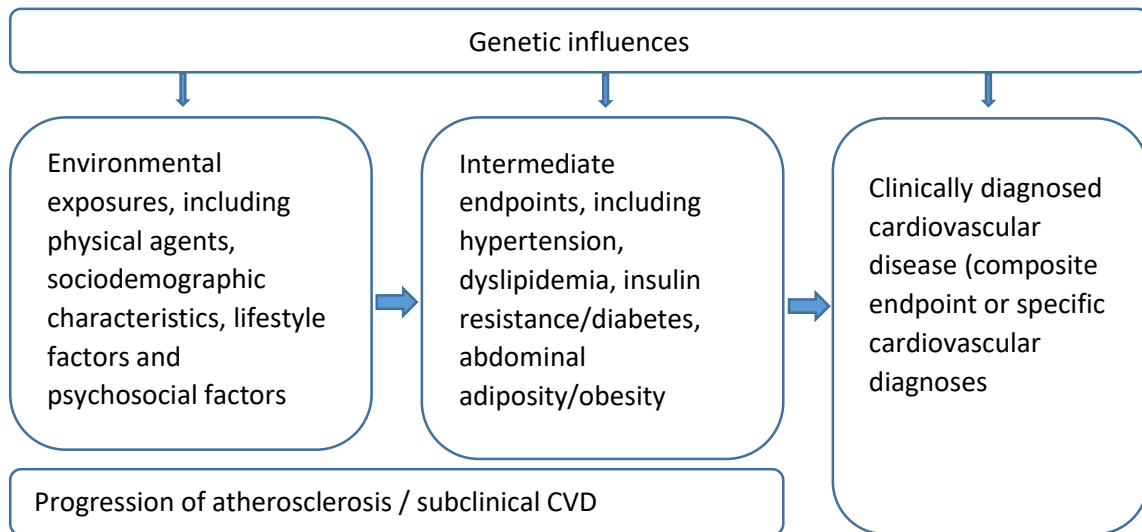 Genetic influences
Environmental
exposures, including
physical agents,
sociodemographic
characteristics, lifestyle
factors and
psychosocial factors
Intermediate
endpoints, including
hypertension,
dyslipidemia, insulin
resistance/diabetes,
abdominal
adiposity/obesity
Clinically diagnosed
cardiovascular
disease (composite
endpoint or specific
cardiovascular
diagnoses
Progression of atherosclerosis / subclinical CVD